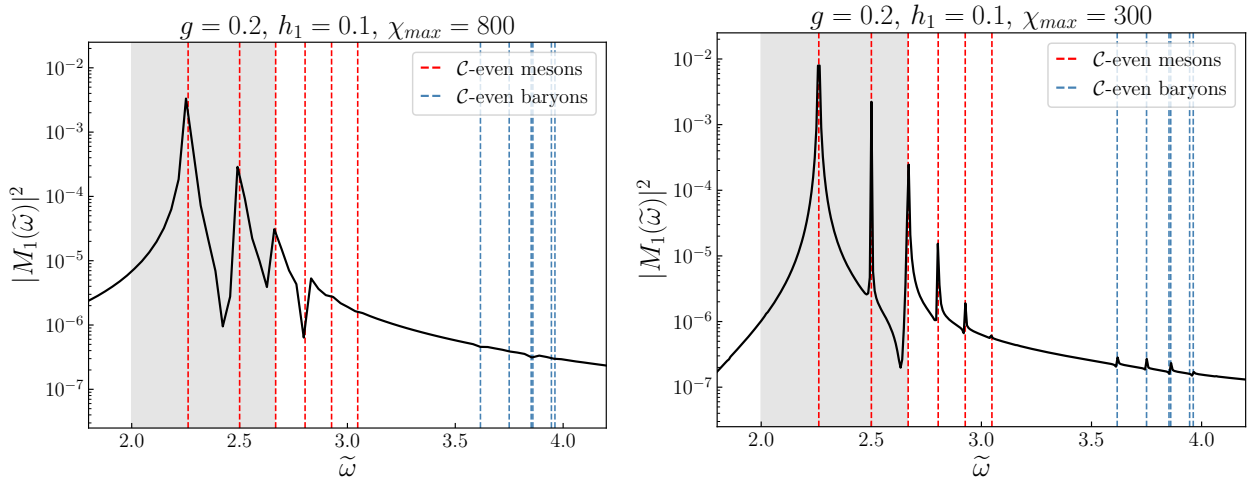 g = 0.2, h₁ = 0.1, χₘₐₓ = 800
10⁻²
10⁻³
10⁻⁴
10⁻⁵
10⁻⁶
10⁻⁷
|M₁(ω̃)|²
C-even mesons
C-even baryons
2.0 2.5 3.0 3.5 4.0
ω̃
g = 0.2, h₁ = 0.1, χₘₐₓ = 300
10⁻²
10⁻³
10⁻⁴
10⁻⁵
10⁻⁶
10⁻⁷
|M₁(ω̃)|²
C-even mesons
C-even baryons
2.0 2.5 3.0 3.5 4.0
ω̃